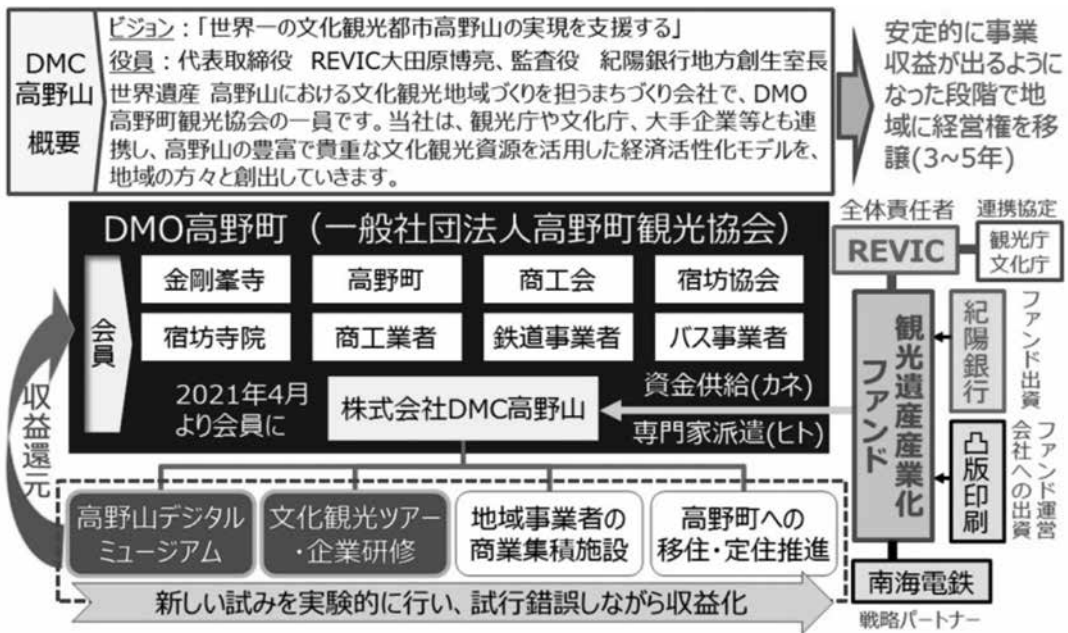 DMC
高野山
概要
ビジョン：「世界一の文化観光都市高野山の実現を支援する」
役員：代表取締役　REVIC大田原博亮、監査役　紀陽銀行地方創生室長
世界遺産 高野山における文化観光地域づくりを担うまちづくり会社で、DMO
高野町観光協会の一員です。当社は、観光庁や文化庁、大手企業等とも連
携し、高野山の豊富で貴重な文化観光資源を活用した経済活性化モデルを、
地域の方々と創出していきます。
安定的に事業
収益が出るように
なった段階で地
域に経営権を移
譲(3~5年)
DMO高野町（一般社団法人高野町観光協会）
会員
金剛峯寺
高野町
商工会
宿坊協会
宿坊寺院
商工業者
鉄道事業者
バス事業者
2021年4月
より会員に
株式会社DMC高野山
資金供給(カネ)
専門家派遣(ヒト)
全体責任者
REVIC
連携協定
観光庁
文化庁
観光遺産産業化
ファンド
紀陽銀行
ファンド出資
凸版印刷
ファンド運営
会社への出資
南海電鉄
戦略パートナー
収益還元
高野山デジタル
ミュージアム
文化観光ツアー
・企業研修
地域事業者の
商業集積施設
高野町への
移住・定住推進
新しい試みを実験的に行い、試行錯誤しながら収益化